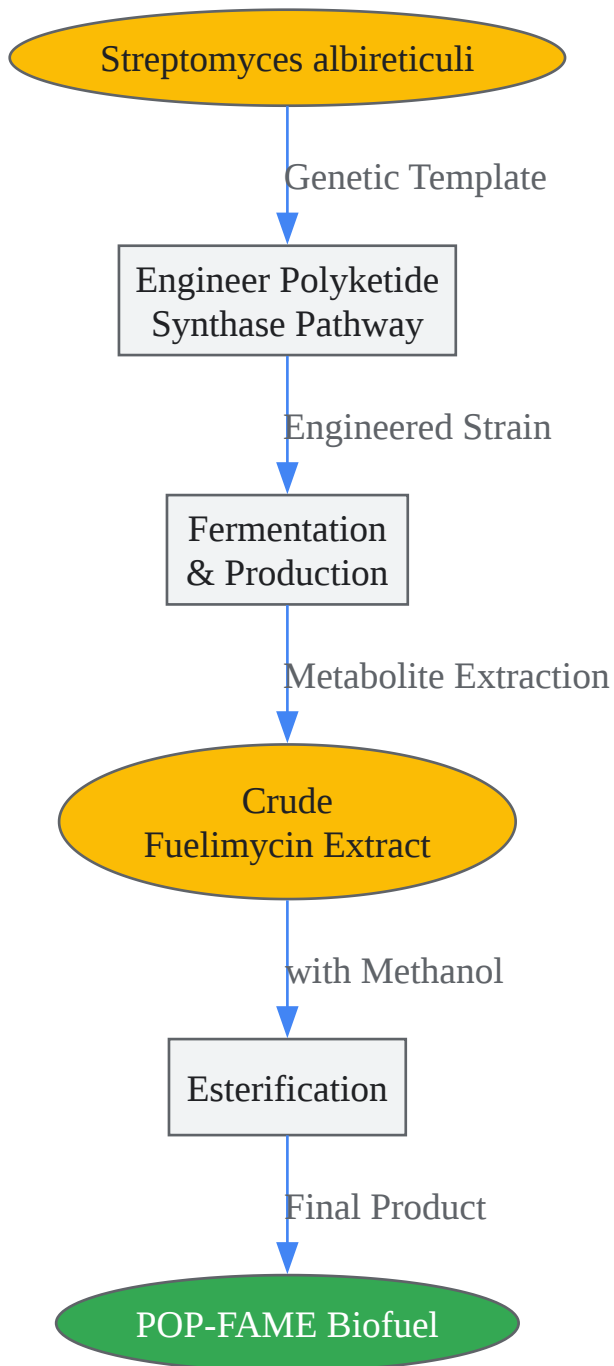 Streptomyces albireticuli
Genetic Template
Engineer Polyketide
Synthase Pathway
Engineered Strain
Fermentation
& Production
Metabolite Extraction
Crude
Fuelimycin Extract
with Methanol
Esterification
Final Product
POP-FAME Biofuel